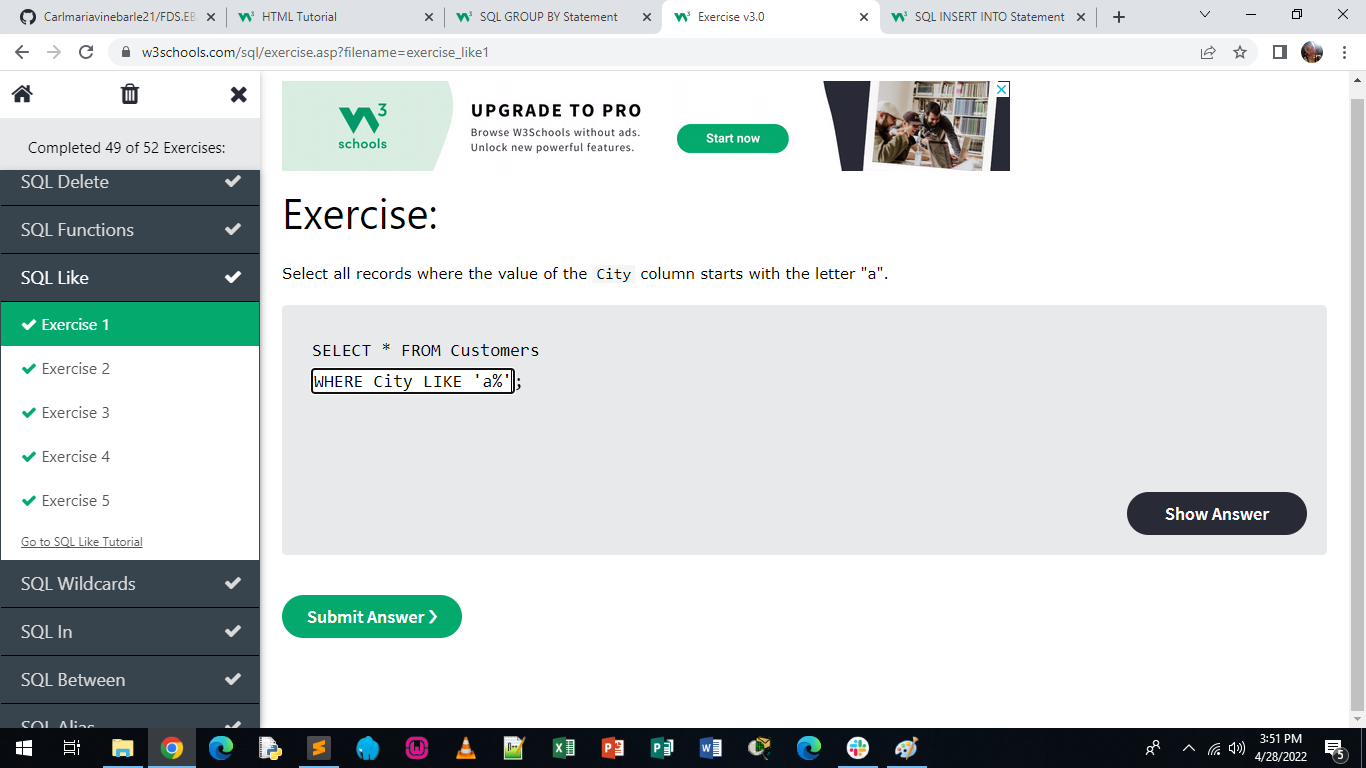 Carlmariavinebarle21/FDS.EB
HTML Tutorial
SQL GROUP BY Statement
Exercise v3.0
SQL INSERT INTO Statement
w3schools.com/sql/exercise.asp?filename=exercise_like1
Completed 49 of 52 Exercises:
SQL Delete
SQL Functions
SQL Like
Exercise 1
Exercise 2
Exercise 3
Exercise 4
Exercise 5
Go to SQL Like Tutorial
SQL Wildcards
SQL In
SQL Between
SQL Alias
W3
schools
UPGRADE TO PRO
Browse W3Schools without ads.
Unlock new powerful features.
Start now
Exercise:
Select all records where the value of the City column starts with the letter "a".
SELECT * FROM Customers
WHERE City LIKE 'a%';
Show Answer
Submit Answer ❯
3:51 PM
4/28/2022
5